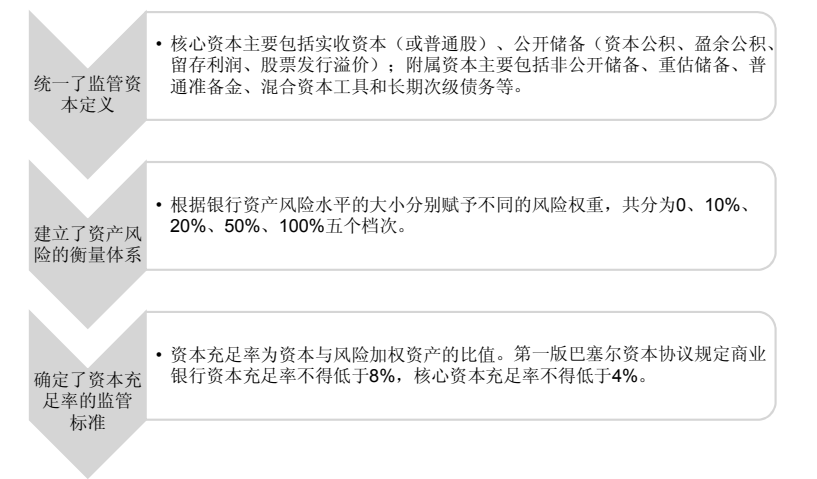 统一了监管资
本定义
• 核心资本主要包括实收资本（或普通股）、公开储备（资本公积、盈余公积、
留存利润、股票发行溢价）；附属资本主要包括非公开储备、重估储备、普
通准备金、混合资本工具和长期次级债务等。
建立了资产风
险的衡量体系
• 根据银行资产风险水平的大小分别赋予不同的风险权重，共分为0、10%、
20%、50%、100%五个档次。
确定了资本充
足率的监管
标准
• 资本充足率为资本与风险加权资产的比值。第一版巴塞尔资本协议规定商业
银行资本充足率不得低于8%，核心资本充足率不得低于4%。